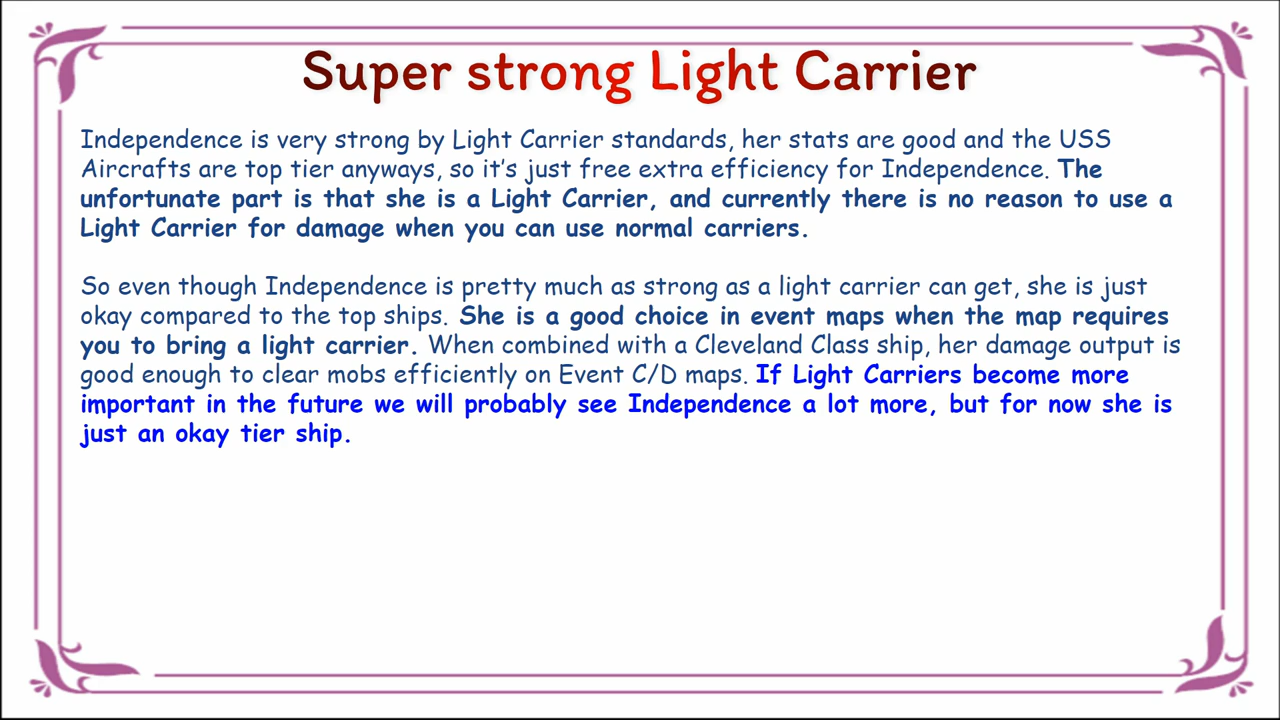 Super strong Light Carrier
Independence is very strong by Light Carrier standards, her stats are good and the USS
Aircrafts are top tier anyways, so it's just free extra efficiency for Independence. The
unfortunate part is that she is a Light Carrier, and currently there is no reason to use a
Light Carrier for damage when you can use normal carriers.
So even though Independence is pretty much as strong as a light carrier can get, she is just
okay compared to the top ships. She is a good choice in event maps when the map requires
you to bring a light carrier. When combined with a Cleveland Class ship, her damage output is
good enough to clear mobs efficiently on Event C/D maps. If Light Carriers become more
important in the future we will probably see Independence a lot more, but for now she is
just an okay tier ship.